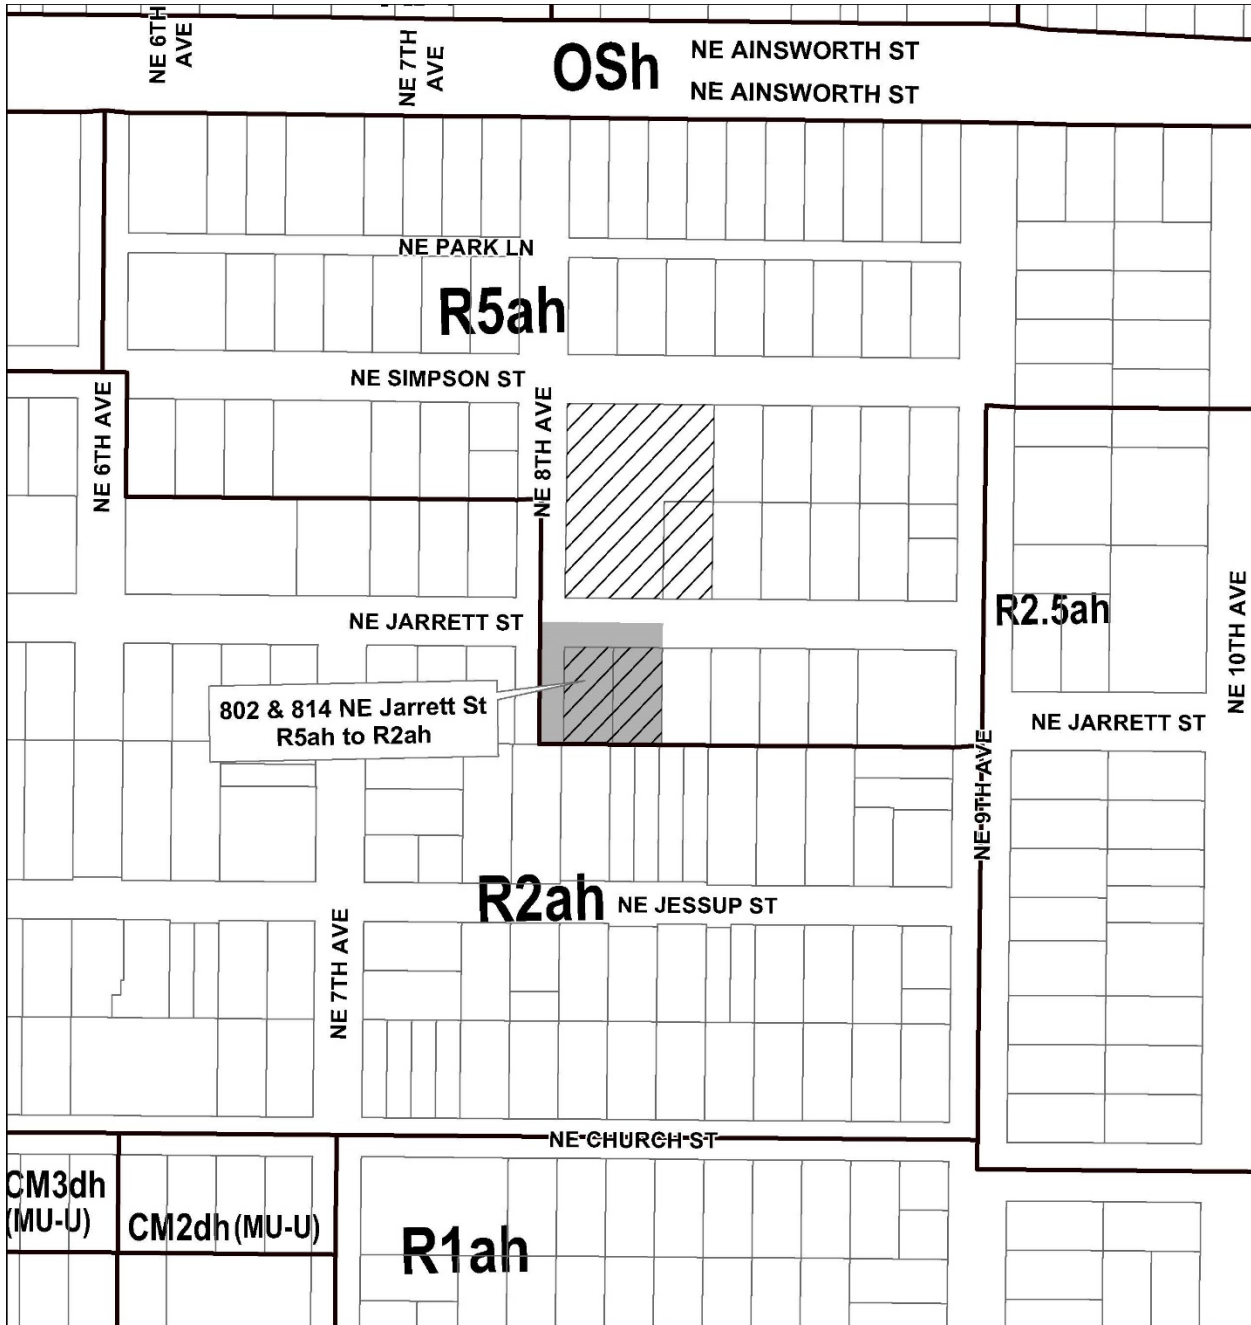 NE 6TH
AVE
NE 7TH
AVE
OSh
NE AINSWORTH ST
NE AINSWORTH ST
NE PARK LN
R5ah
NE SIMPSON ST
NE 6TH AVE
NE 8TH AVE
NE JARRETT ST
R2.5ah
NE 10TH AVE
802 & 814 NE Jarrett St
R5ah to R2ah
NE JARRETT ST
NE 9TH AVE
R2ah
NE JESSUP ST
NE 7TH AVE
NE CHURCH ST
CM3dh
(MU-U)
CM2dh (MU-U)
R1ah